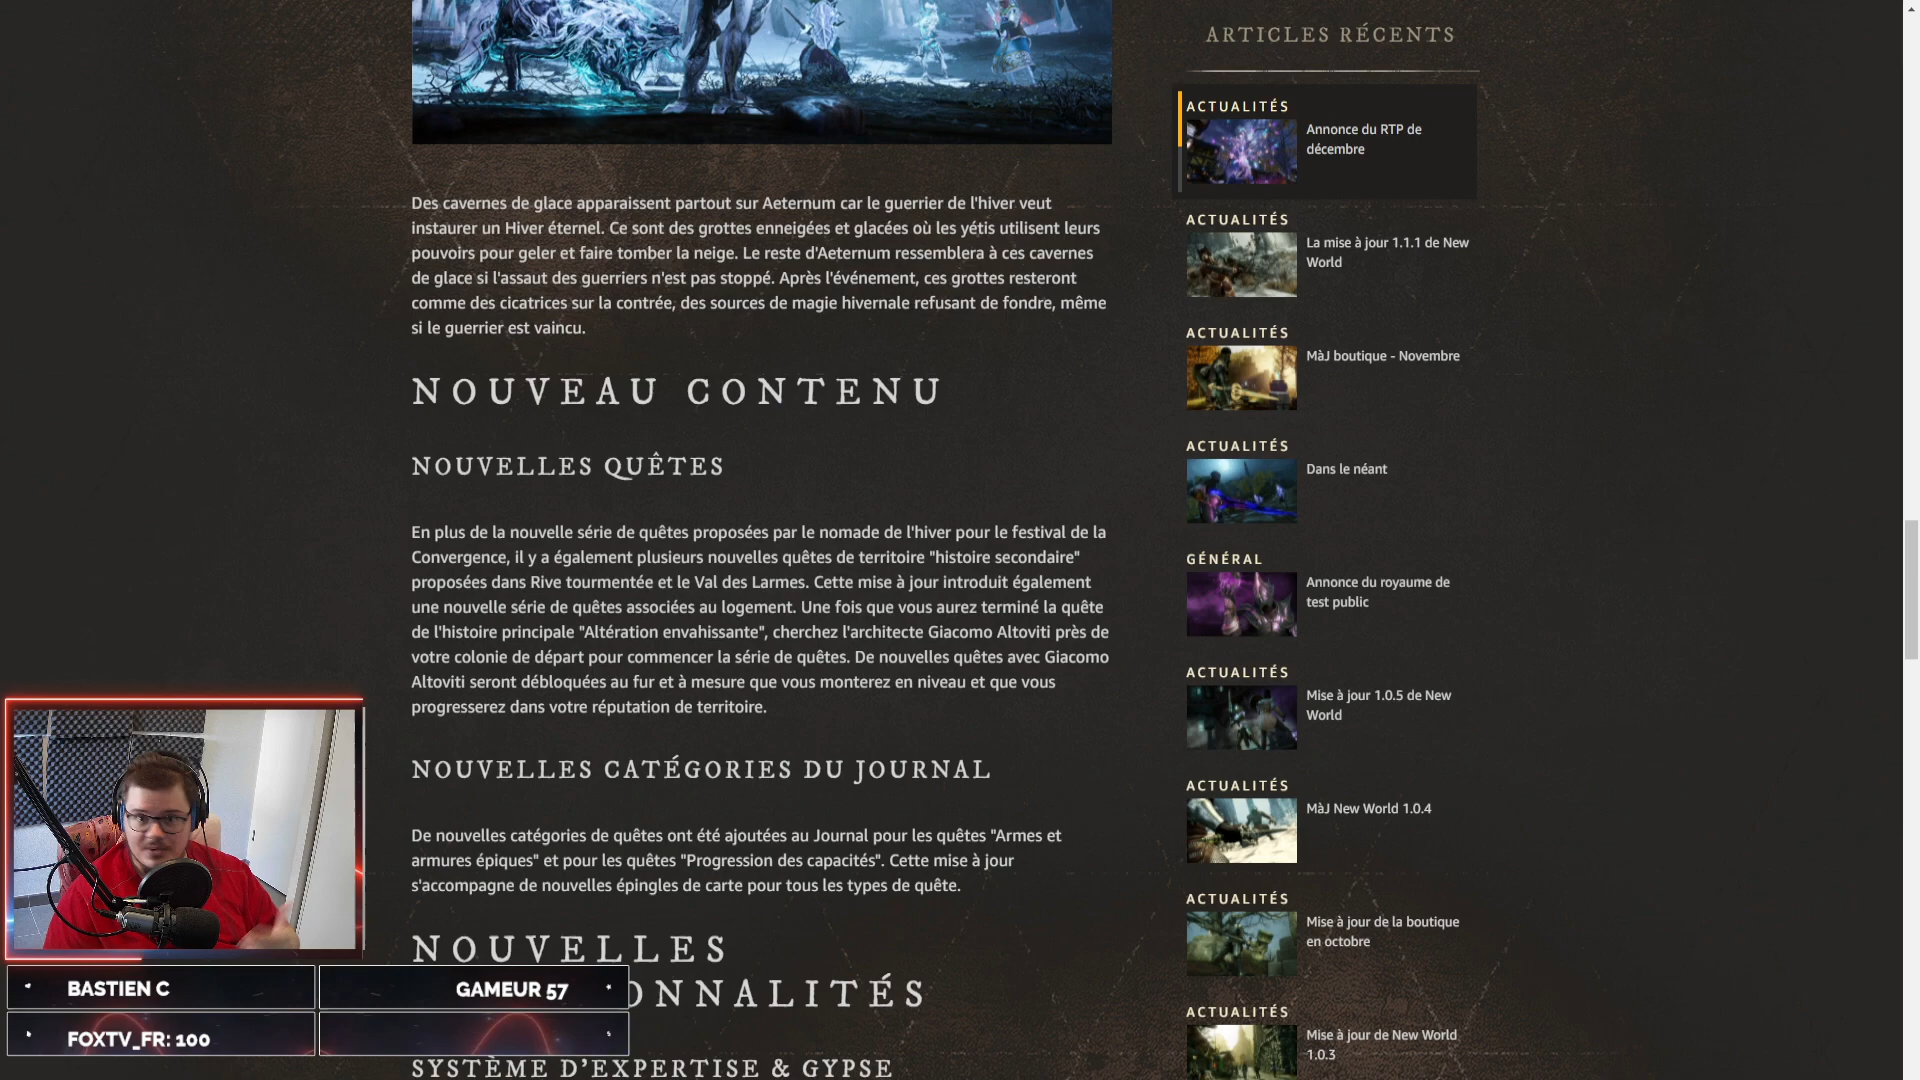 Des cavernes de glace apparaissent partout sur Aeternum car le guerrier de l'hiver veut
instaurer un Hiver éternel. Ce sont des grottes enneigées et glacées où les yétis utilisent leurs
pouvoirs pour geler et faire tomber la neige. Le reste d'Aeternum ressemblera à ces cavernes
de glace si l'assaut des guerriers n'est pas stoppé. Après l'événement, ces grottes resteront
comme des cicatrices sur la contrée, des sources de magie hivernale refusant de fondre, même
si le guerrier est vaincu.
NOUVEAU CONTENU
NOUVELLES QUÊTES
En plus de la nouvelle série de quêtes proposées par le nomade de l'hiver pour le festival de la
Convergence, il y a également plusieurs nouvelles quêtes de territoire "histoire secondaire"
proposées dans Rive tourmentée et le Val des Larmes. Cette mise à jour introduit également
une nouvelle série de quêtes associées au logement. Une fois que vous aurez terminé la quête
de l'histoire principale "Altération envahissante", cherchez l'architecte Giacomo Altoviti près de
votre colonie de départ pour commencer la série de quêtes. De nouvelles quêtes avec Giacomo
Altoviti seront débloquées au fur et à mesure que vous monterez en niveau et que vous
progresserez dans votre réputation de territoire.
NOUVELLES CATÉGORIES DU JOURNAL
De nouvelles catégories de quêtes ont été ajoutées au Journal pour les quêtes "Armes et
armures épiques" et pour les quêtes "Progression des capacités". Cette mise à jour
s'accompagne de nouvelles épingles de carte pour tous les types de quête.
NOUVELLES
ONNALITÉS
SYSTÈME D'EXPERTISE & GYPSE
ARTICLES RÉCENTS
ACTUALITÉS
Annonce du RTP de
décembre
ACTUALITÉS
La mise à jour 1.1.1 de New
World
ACTUALITÉS
MàJ boutique - Novembre
ACTUALITÉS
Dans le néant
GÉNÉRAL
Annonce du royaume de
test public
ACTUALITÉS
Mise à jour 1.0.5 de New
World
ACTUALITÉS
MàJ New World 1.0.4
ACTUALITÉS
Mise à jour de la boutique
en octobre
ACTUALITÉS
Mise à jour de New World
1.0.3
BASTIEN C
GAMEUR 57
FOXTV_FR: 100